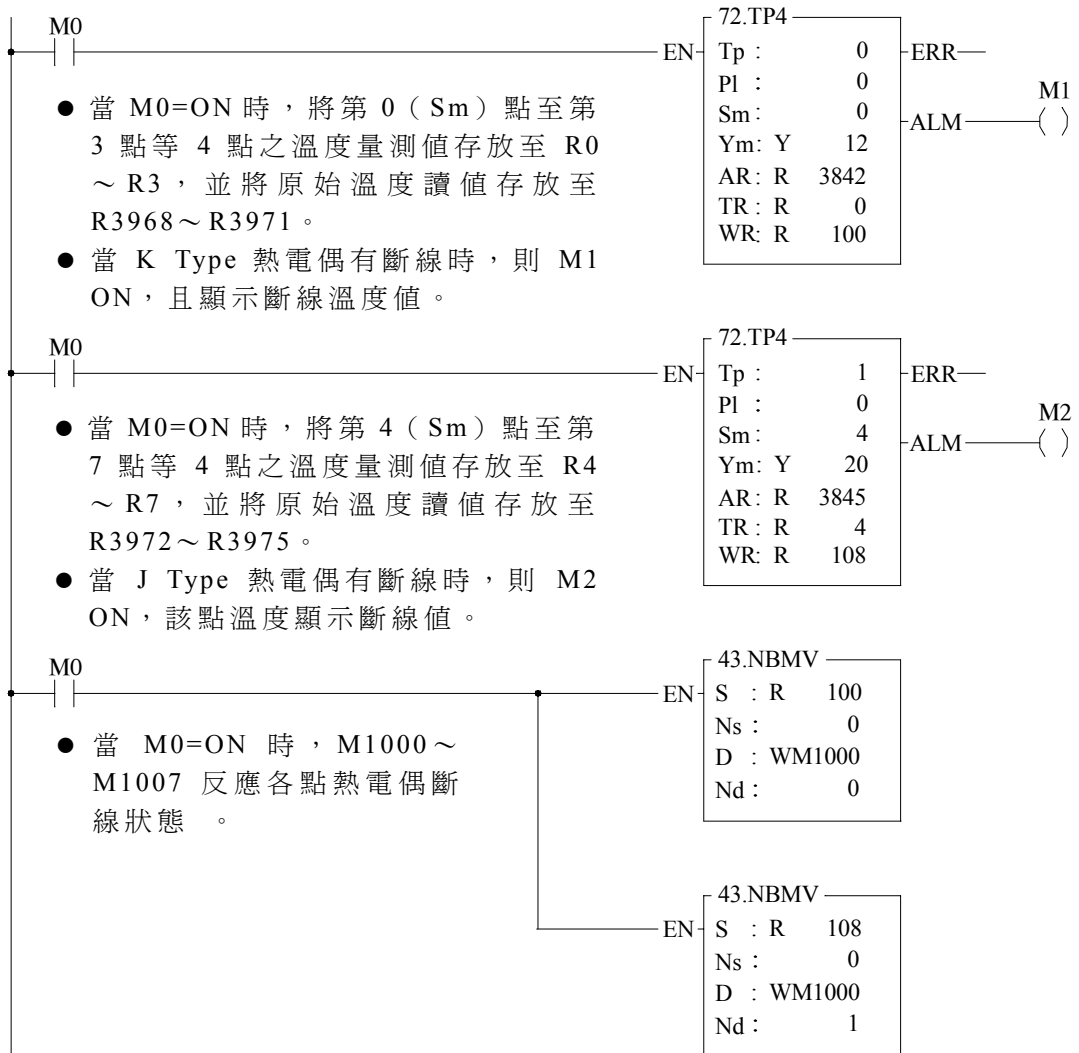 M0
72.TP4
EN
Tp : 0
ERR
Pl : 0
Sm : 0
ALM
M1
( )
Ym: Y 12
AR: R 3842
TR: R 0
WR: R 100
● 當 M0=ON 時，將第 0（Sm）點至第
3 點等 4 點之溫度量測值存放至 R0
～R3，並將原始溫度讀值存放至
R3968～R3971。
● 當 K Type 熱電偶有斷線時，則 M1
ON，且顯示斷線溫度值。
M0
72.TP4
EN
Tp : 1
ERR
Pl : 0
Sm : 4
ALM
M2
( )
Ym: Y 20
AR: R 3845
TR: R 4
WR: R 108
● 當 M0=ON 時，將第 4（Sm）點至第
7 點等 4 點之溫度量測值存放至 R4
～R7，並將原始溫度讀值存放至
R3972～R3975。
● 當 J Type 熱電偶有斷線時，則 M2
ON，該點溫度顯示斷線值。
M0
43.NBMV
EN
S : R 100
Ns : 0
D : WM1000
Nd : 0
● 當 M0=ON 時，M1000～
M1007 反應各點熱電偶斷
線狀態 。
43.NBMV
EN
S : R 108
Ns : 0
D : WM1000
Nd : 1